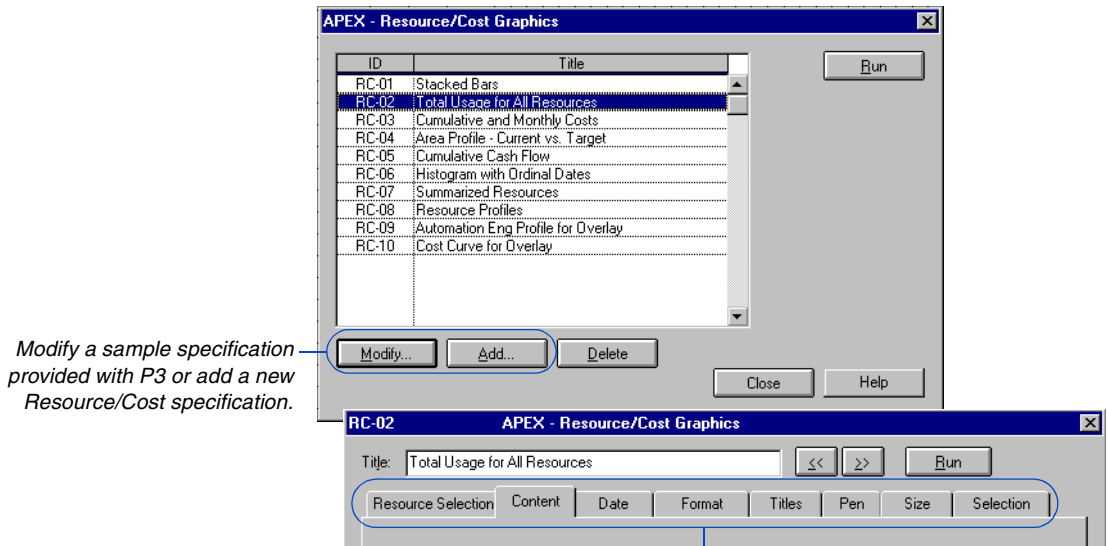 APEX - Resource/Cost Graphics
ID Title
Run
RC-01 Stacked Bars
RC-02 Total Usage for All Resources
RC-03 Cumulative and Monthly Costs
RC-04 Area Profile - Current vs. Target
RC-05 Cumulative Cash Flow
RC-06 Histogram with Ordinal Dates
RC-07 Summarized Resources
RC-08 Resource Profiles
RC-09 Automation Eng Profile for Overlay
RC-10 Cost Curve for Overlay
Modify... Add... Delete
Close Help
Modify a sample specification
provided with P3 or add a new
Resource/Cost specification.
RC-02 APEX - Resource/Cost Graphics
Title: Total Usage for All Resources << >> Run
Resource Selection Content Date Format Titles Pen Size Selection